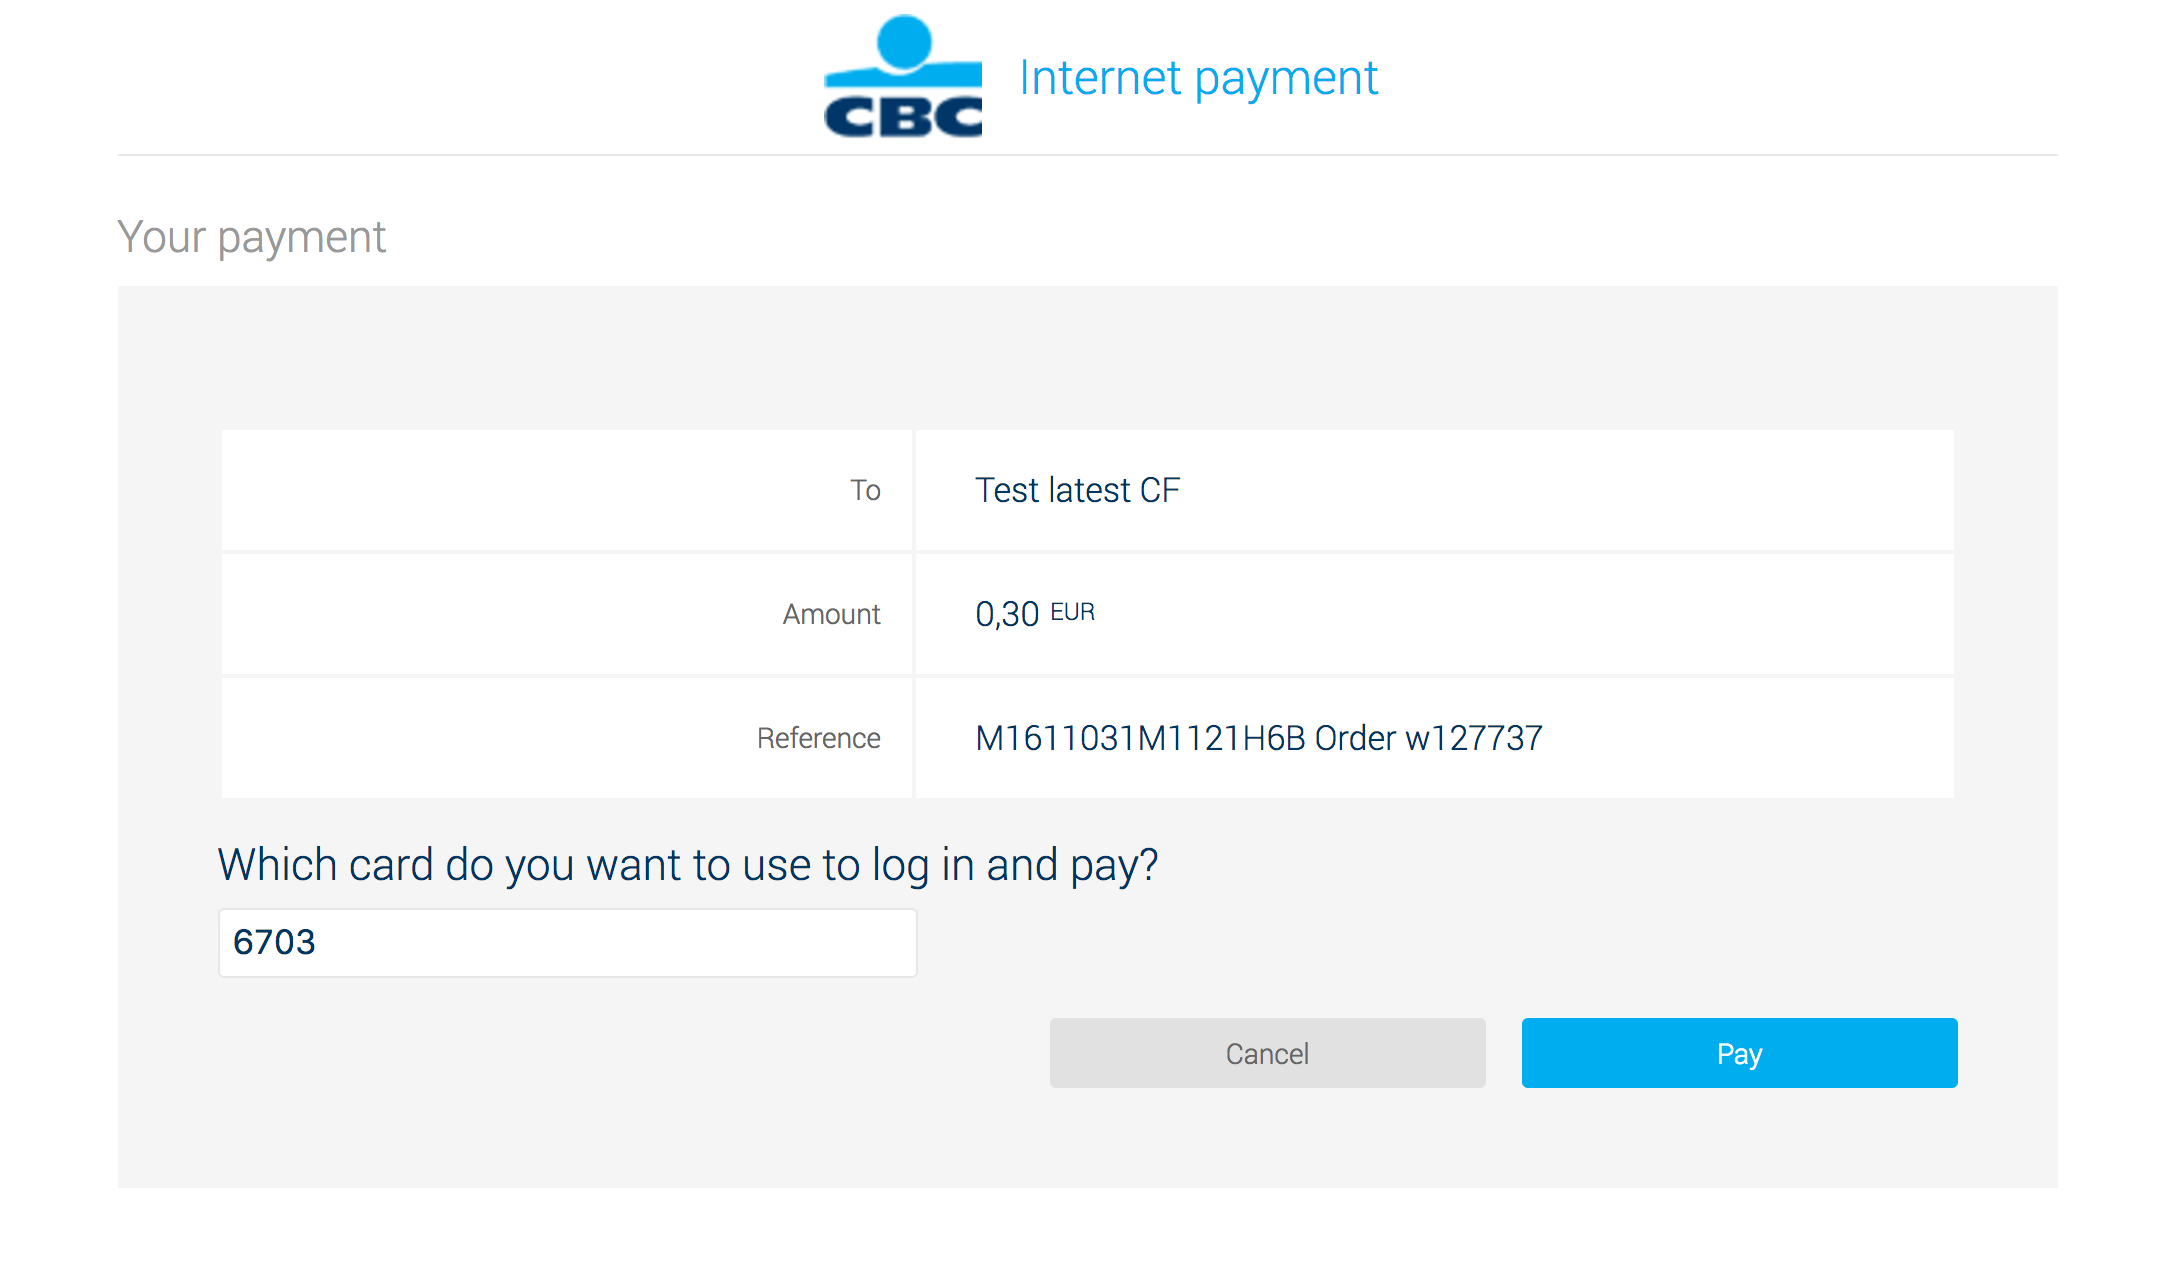 CBC
Internet payment
Your payment
To Test latest CF
Amount 0,30 EUR
Reference M1611031M1121H6B Order w127737
Which card do you want to use to log in and pay?
6703
Cancel Pay